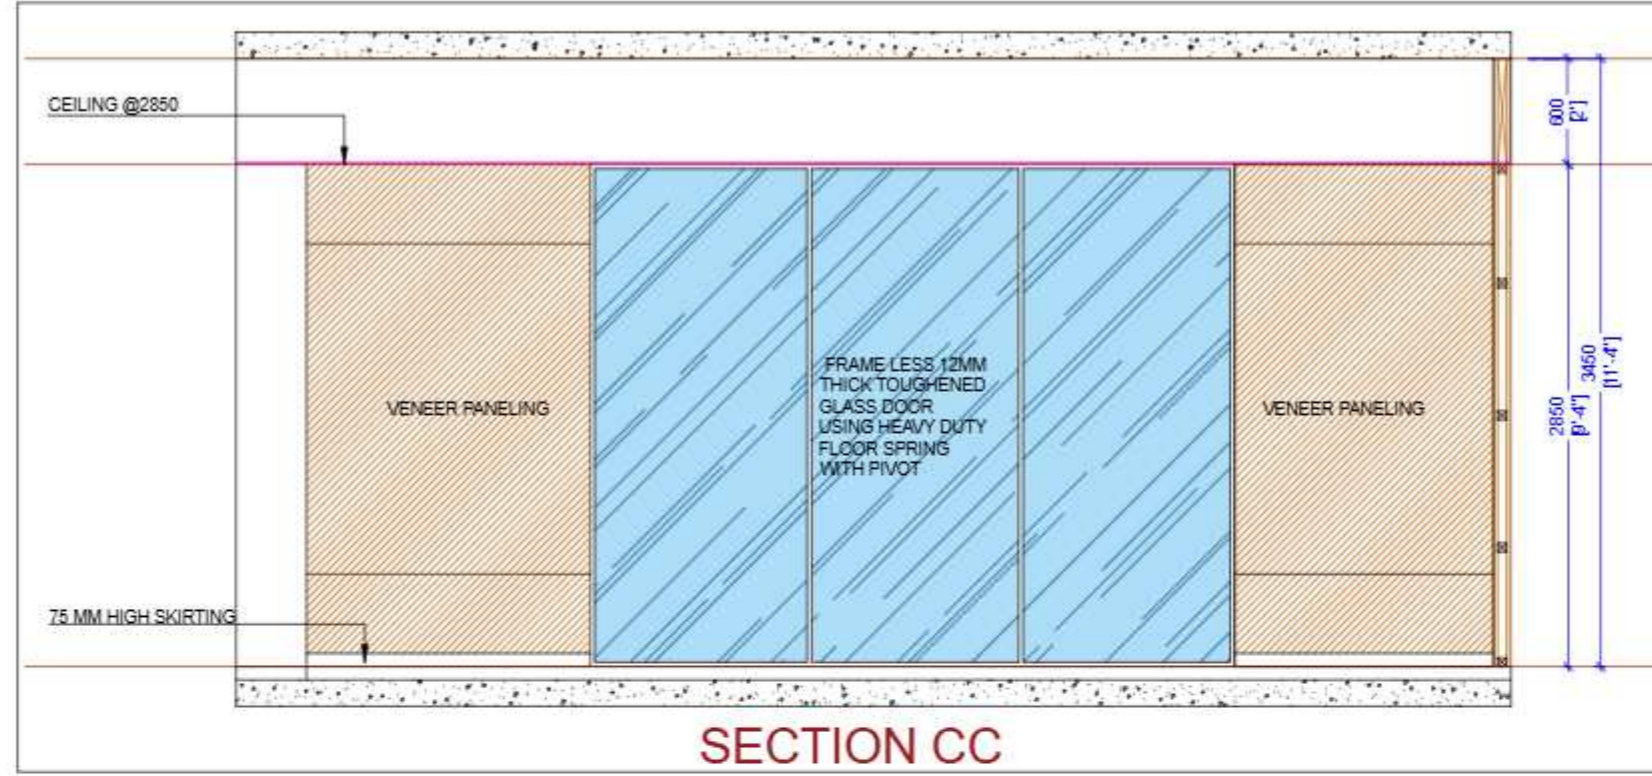 CEILING @2850
600
[2']
FRAME LESS 12MM
THICK TOUGHENED
GLASS DOOR
USING HEAVY DUTY
FLOOR SPRING
WITH PIVOT
VENEER PANELING
VENEER PANELING
2850
[9'-4"]
3450
[11'-4"]
75 MM HIGH SKIRTING
SECTION CC